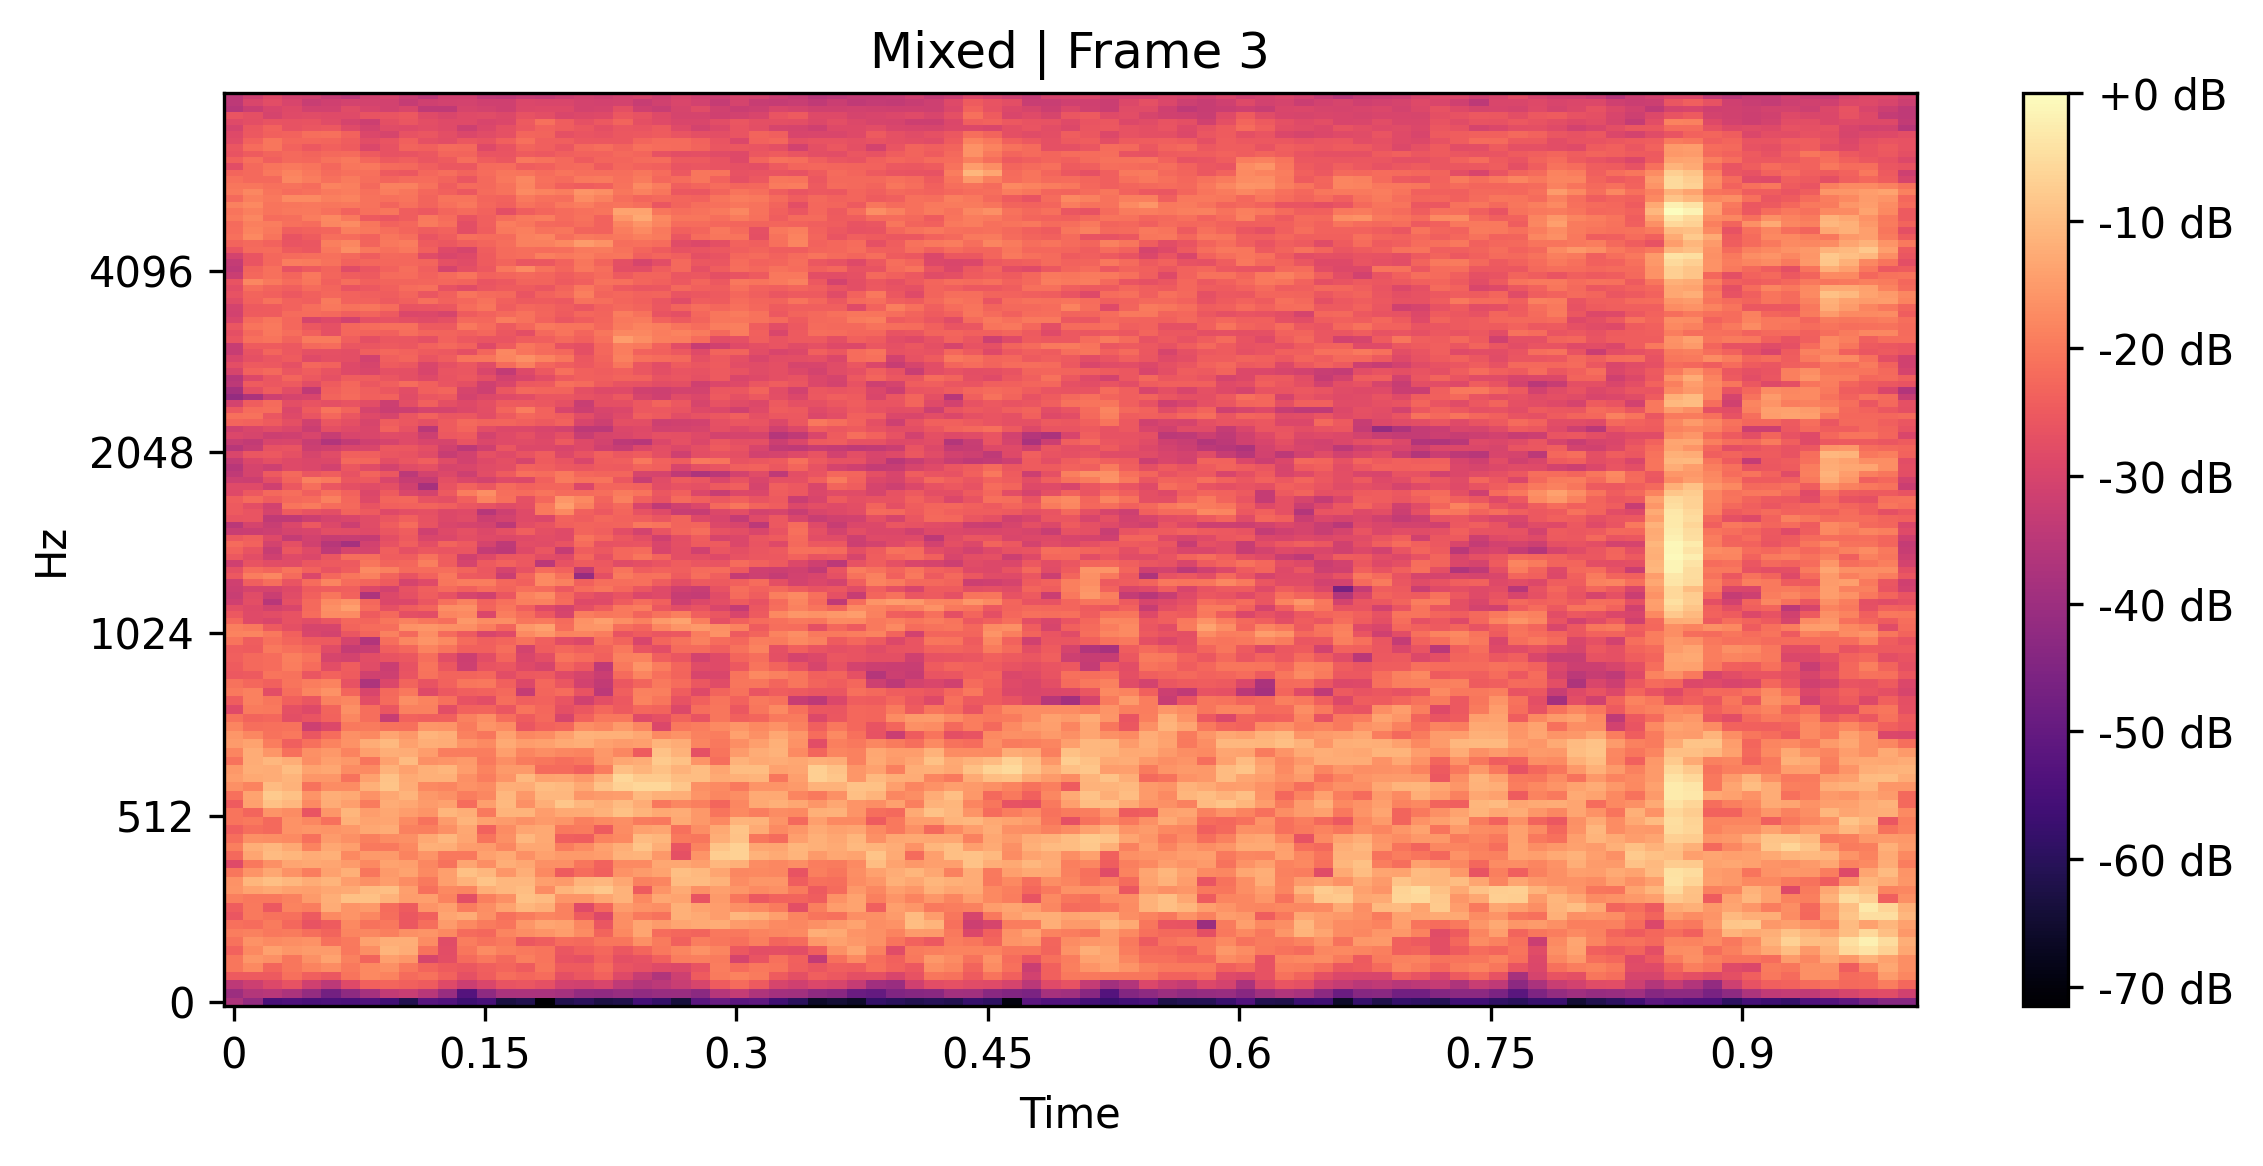 Mixed | Frame 3
Hz
4096
2048
1024
512
0
0 0.15 0.3 0.45 0.6 0.75 0.9
Time
+0 dB
-10 dB
-20 dB
-30 dB
-40 dB
-50 dB
-60 dB
-70 dB